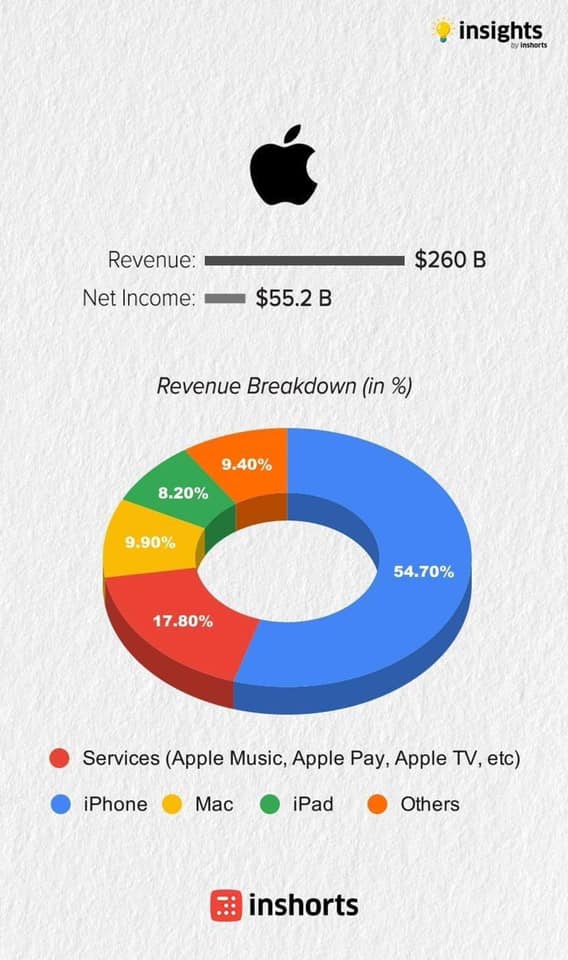 insights
by inshorts
Revenue: $260 B
Net Income: $55.2 B
Revenue Breakdown (in %)
9.40%
8.20%
9.90%
54.70%
17.80%
Services (Apple Music, Apple Pay, Apple TV, etc)
iPhone Mac iPad Others
inshorts